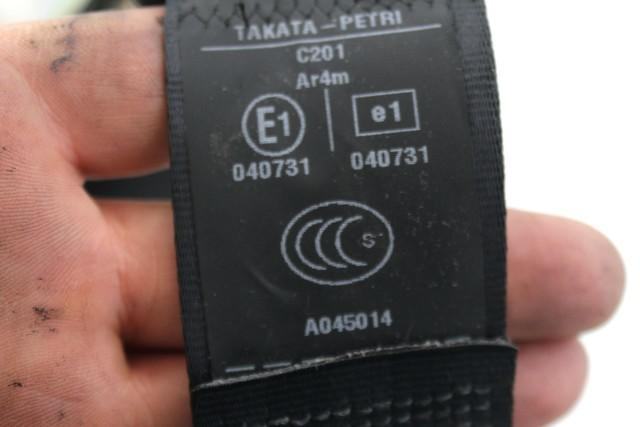 TAKATA-PETRI
C201
Ar4m
E1 e1
040731 040731
CCC S
A045014